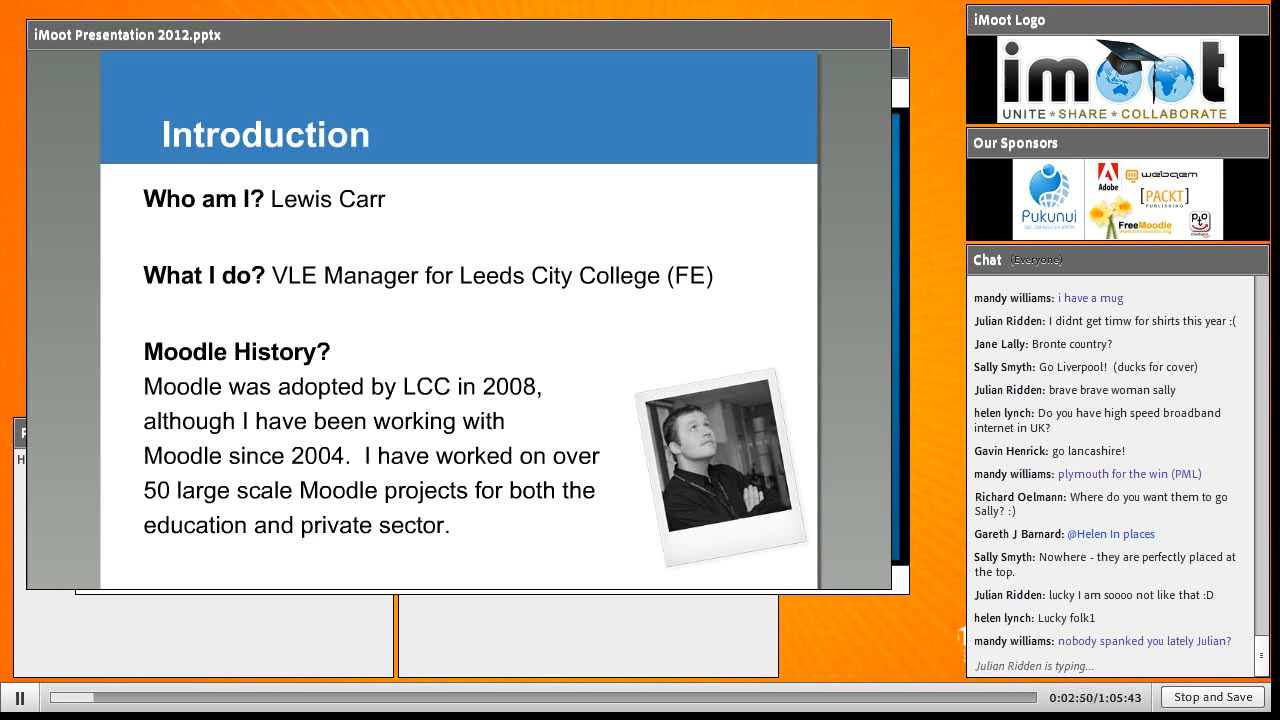 iMoot Presentation 2012.pptx
Introduction
Who am I? Lewis Carr
What I do? VLE Manager for Leeds City College (FE)
Moodle History?
Moodle was adopted by LCC in 2008,
although I have been working with
Moodle since 2004.  I have worked on over
50 large scale Moodle projects for both the
education and private sector.
iMoot Logo
imoot
UNITE * SHARE * COLLABORATE
Our Sponsors
Pukunui
Adobe
webgem
[PACKT]
PUBLISHING
FreeMoodle
www.freemoodle.org
Chat (Everyone)
mandy williams: i have a mug
Julian Ridden: I didnt get timw for shirts this year :(
Jane Lally: Bronte country?
Sally Smyth: Go Liverpool!  (ducks for cover)
Julian Ridden: brave brave woman sally
helen lynch: Do you have high speed broadband
internet in UK?
Gavin Henrick: go lancashire!
mandy williams: plymouth for the win (PML)
Richard Oelmann: Where do you want them to go
Sally? :)
Gareth J Barnard: @Helen In places
Sally Smyth: Nowhere - they are perfectly placed at
the top.
Julian Ridden: lucky I am soooo not like that :D
helen lynch: Lucky folk1
mandy williams: nobody spanked you lately Julian?
Julian Ridden is typing...
0:02:50/1:05:43
Stop and Save